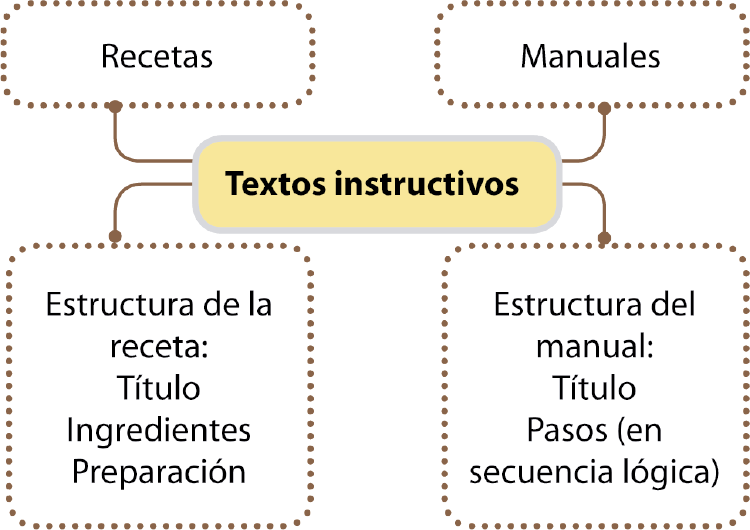 Recetas
Manuales
Textos instructivos
Estructura de la
receta:
Título
Ingredientes
Preparación
Estructura del
manual:
Título
Pasos (en
secuencia lógica)